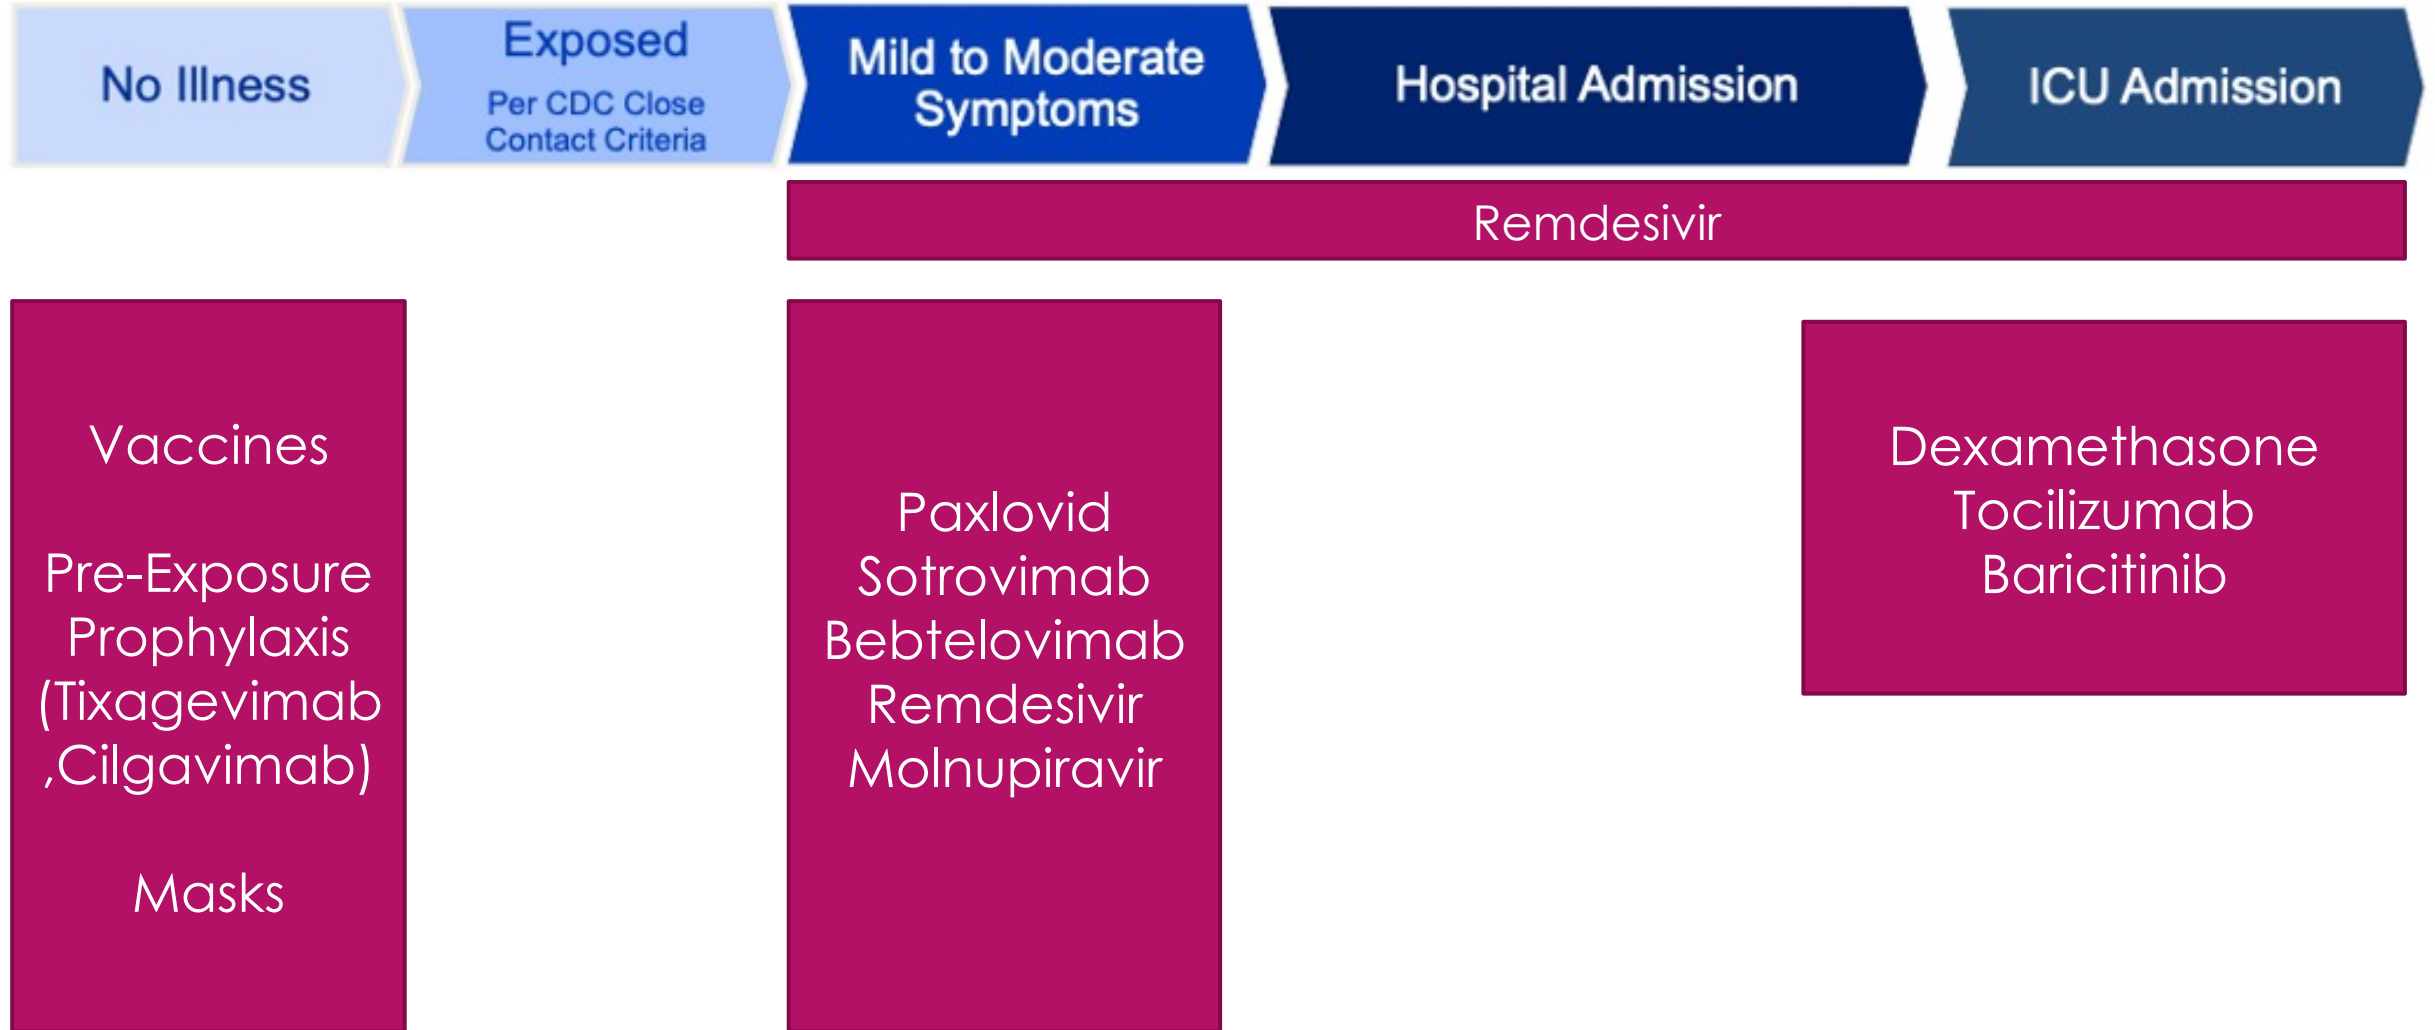 No Illness
Exposed
Per CDC Close
Contact Criteria
Mild to Moderate
Symptoms
Hospital Admission
ICU Admission
Remdesivir
Vaccines
Pre-Exposure
Prophylaxis
(Tixagevimab
,Cilgavimab)
Masks
Paxlovid
Sotrovimab
Bebtelovimab
Remdesivir
Molnupiravir
Dexamethasone
Tocilizumab
Baricitinib